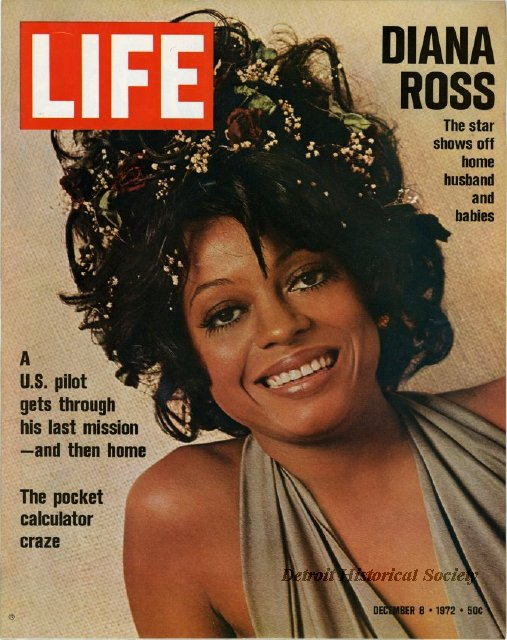 LIFE
DIANA
ROSS
The star
shows off
home
husband
and
babies
A
U.S. pilot
gets through
his last mission
—and then home
The pocket
calculator
craze
Detroit Historical Society
DECEMBER 8 • 1972 • 50¢